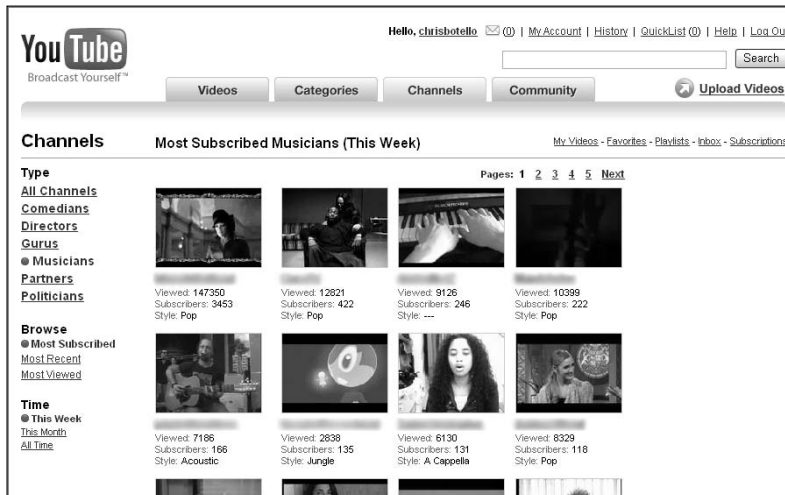 Hello, chrisbotello (0) | My Account | History | QuickList (0) | Help | Log Ou
YouTube
Broadcast Yourself™
Search
Videos Categories Channels Community Upload Videos
Channels
Most Subscribed Musicians (This Week)
My Videos - Favorites - Playlists - Inbox - Subscriptions
Type
All Channels
Comedians
Directors
Gurus
Musicians
Partners
Politicians
Browse
Most Subscribed
Most Recent
Most Viewed
Time
This Week
This Month
All Time
Pages: 1 2 3 4 5 Next
Viewed: 147350
Subscribers: 3453
Style: Pop
Viewed: 12821
Subscribers: 422
Style: Pop
Viewed: 9126
Subscribers: 246
Style: ---
Viewed: 10399
Subscribers: 222
Style: Pop
Viewed: 7186
Subscribers: 166
Style: Acoustic
Viewed: 2838
Subscribers: 135
Style: Jungle
Viewed: 6130
Subscribers: 131
Style: A Cappella
Viewed: 8329
Subscribers: 118
Style: Pop